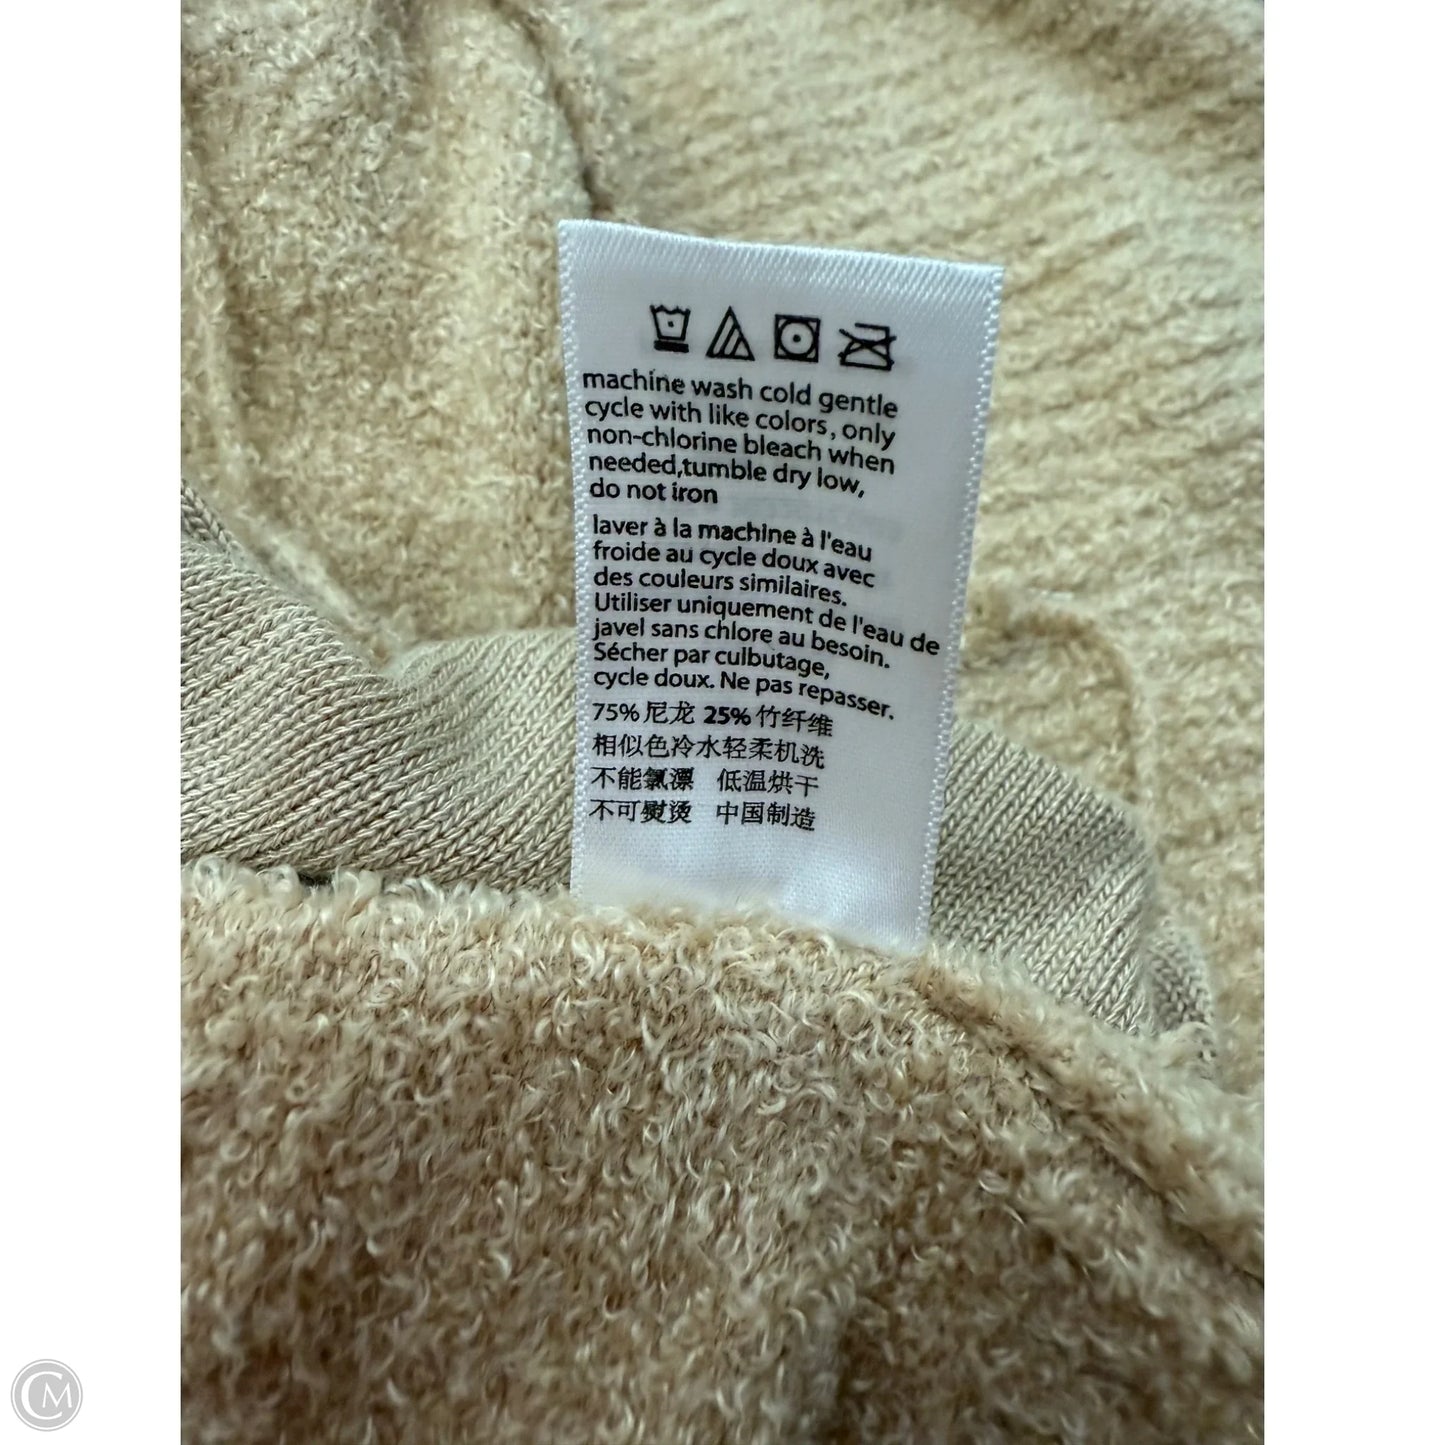 machine wash cold gentle
cycle with like colors, only
non-chlorine bleach when
needed,tumble dry low,
do not iron
laver à la machine à l'eau
froide au cycle doux avec
des couleurs similaires.
Utiliser uniquement de l'eau de
javel sans chlore au besoin.
Sécher par culbutage,
cycle doux. Ne pas repasser.
75%尼龙 25%竹纤维
相似色冷水轻柔机洗
不能氯漂 低温烘干
不可熨烫 中国制造
CM